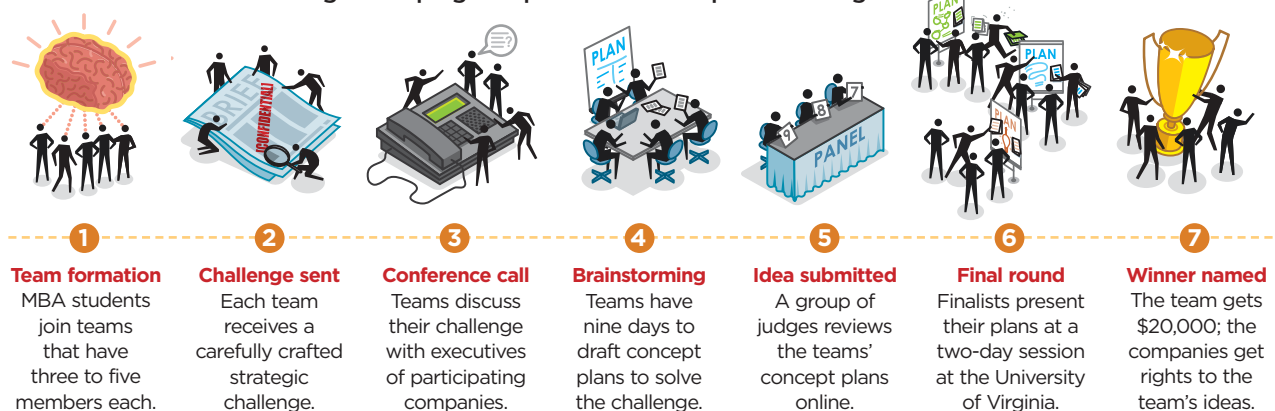 BRIEF
CONFIDENTIAL!
?
PLAN
9
8
7
PANEL
PLAN
PLAN
PLAN
1
2
3
4
5
6
7
Team formation
MBA students
join teams
that have
three to five
members each.
Challenge sent
Each team
receives a
carefully crafted
strategic
challenge.
Conference call
Teams discuss
their challenge
with executives
of participating
companies.
Brainstorming
Teams have
nine days to
draft concept
plans to solve
the challenge.
Idea submitted
A group of
judges reviews
the teams’
concept plans
online.
Final round
Finalists present
their plans at a
two-day session
at the University
of Virginia.
Winner named
The team gets
$20,000; the
companies get
rights to the
team’s ideas.